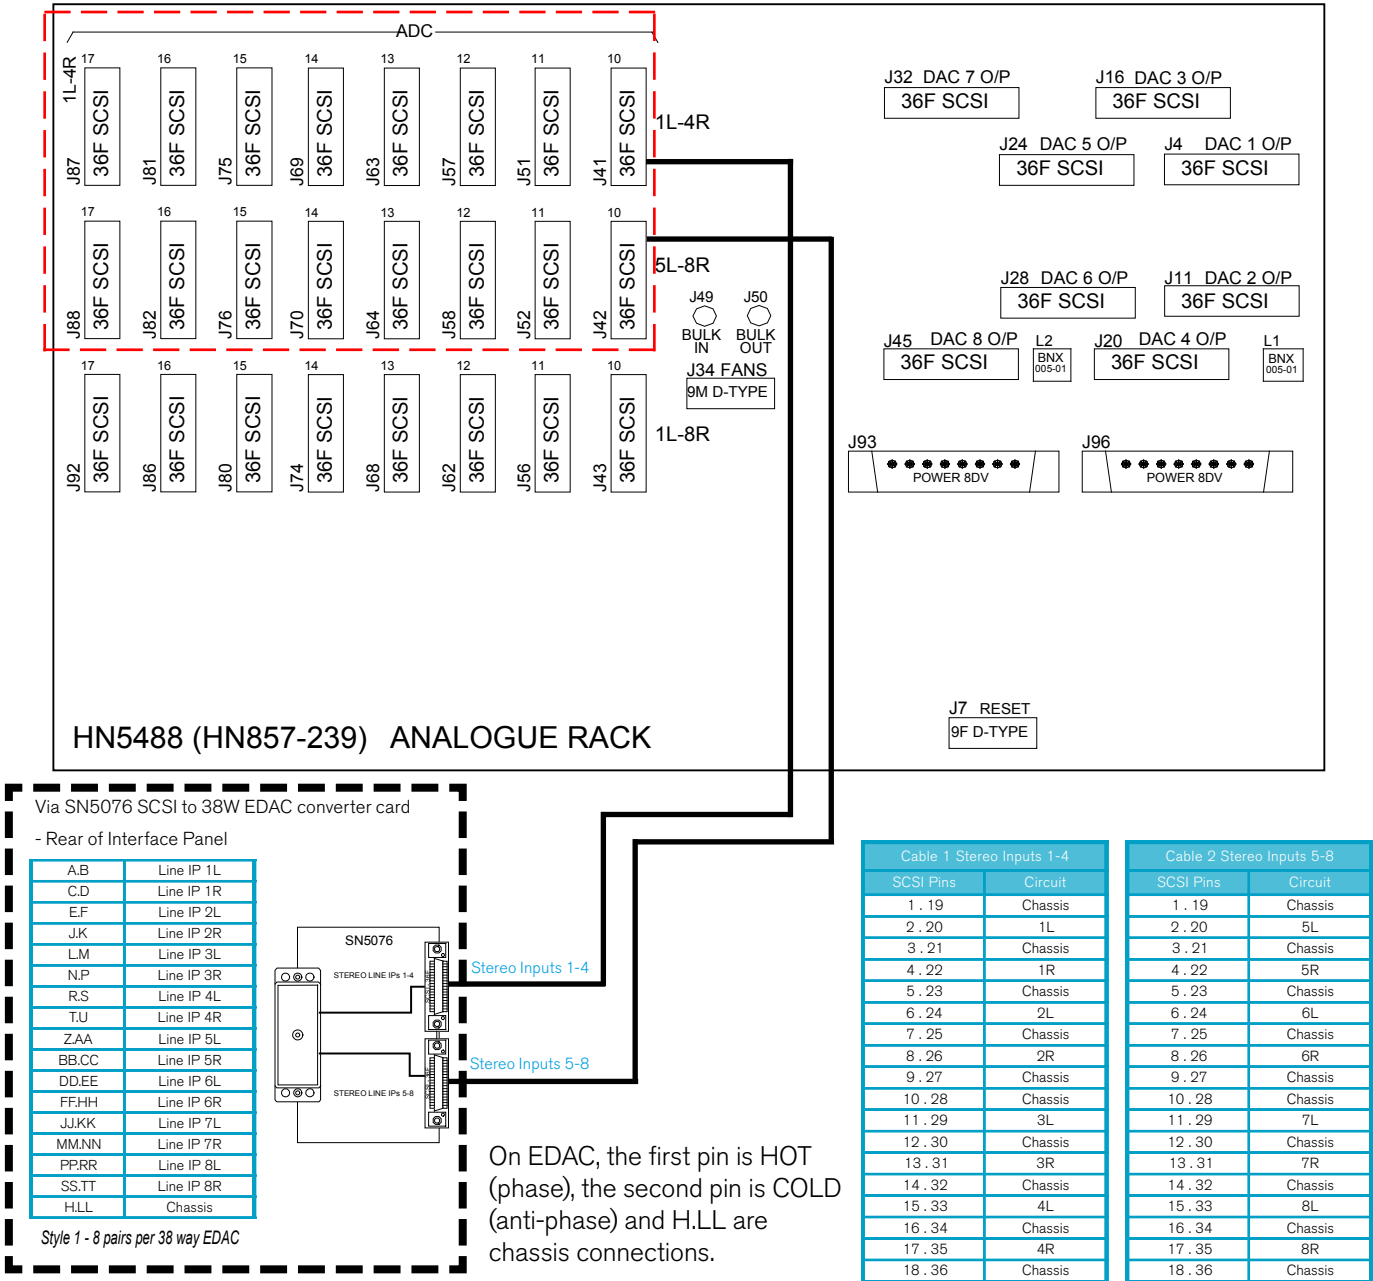 ADC
1L-4R
17 16 15 14 13 12 11 10
J87 36F SCSI J81 36F SCSI J75 36F SCSI J69 36F SCSI J63 36F SCSI J57 36F SCSI J51 36F SCSI J41 36F SCSI
1L-4R
17 16 15 14 13 12 11 10
J88 36F SCSI J82 36F SCSI J76 36F SCSI J70 36F SCSI J64 36F SCSI J58 36F SCSI J52 36F SCSI J42 36F SCSI
5L-8R
17 16 15 14 13 12 11 10
J92 36F SCSI J86 36F SCSI J80 36F SCSI J74 36F SCSI J68 36F SCSI J62 36F SCSI J56 36F SCSI J43 36F SCSI
1L-8R
J49
BULK
IN
J50
BULK
OUT
J34 FANS
9M D-TYPE
J32 DAC 7 O/P
36F SCSI
J16 DAC 3 O/P
36F SCSI
J24 DAC 5 O/P
36F SCSI
J4 DAC 1 O/P
36F SCSI
J28 DAC 6 O/P
36F SCSI
J11 DAC 2 O/P
36F SCSI
J45 DAC 8 O/P
36F SCSI
L2
BNX
005-01
J20 DAC 4 O/P
36F SCSI
L1
BNX
005-01
J93
POWER 8DV
J96
POWER 8DV
J7 RESET
9F D-TYPE
HN5488 (HN857-239) ANALOGUE RACK
Via SN5076 SCSI to 38W EDAC converter card
- Rear of Interface Panel
A.B Line IP 1L
C.D Line IP 1R
E.F Line IP 2L
J.K Line IP 2R
L.M Line IP 3L
N.P Line IP 3R
R.S Line IP 4L
T.U Line IP 4R
Z.AA Line IP 5L
BB.CC Line IP 5R
DD.EE Line IP 6L
FF.HH Line IP 6R
JJ.KK Line IP 7L
MM.NN Line IP 7R
PP.RR Line IP 8L
SS.TT Line IP 8R
H.LL Chassis
Style 1 - 8 pairs per 38 way EDAC
SN5076
STEREO LINE IPs 1-4
STEREO LINE IPs 5-8
Stereo Inputs 1-4
Stereo Inputs 5-8
On EDAC, the first pin is HOT
(phase), the second pin is COLD
(anti-phase) and H.LL are
chassis connections.
Cable 1 Stereo Inputs 1-4
SCSI Pins Circuit
1 . 19 Chassis
2 . 20 1L
3 . 21 Chassis
4 . 22 1R
5 . 23 Chassis
6 . 24 2L
7 . 25 Chassis
8 . 26 2R
9 . 27 Chassis
10 . 28 Chassis
11 . 29 3L
12 . 30 Chassis
13 . 31 3R
14 . 32 Chassis
15 . 33 4L
16 . 34 Chassis
17 . 35 4R
18 . 36 Chassis
Cable 2 Stereo Inputs 5-8
SCSI Pins Circuit
1 . 19 Chassis
2 . 20 5L
3 . 21 Chassis
4 . 22 5R
5 . 23 Chassis
6 . 24 6L
7 . 25 Chassis
8 . 26 6R
9 . 27 Chassis
10 . 28 Chassis
11 . 29 7L
12 . 30 Chassis
13 . 31 7R
14 . 32 Chassis
15 . 33 8L
16 . 34 Chassis
17 . 35 8R
18 . 36 Chassis